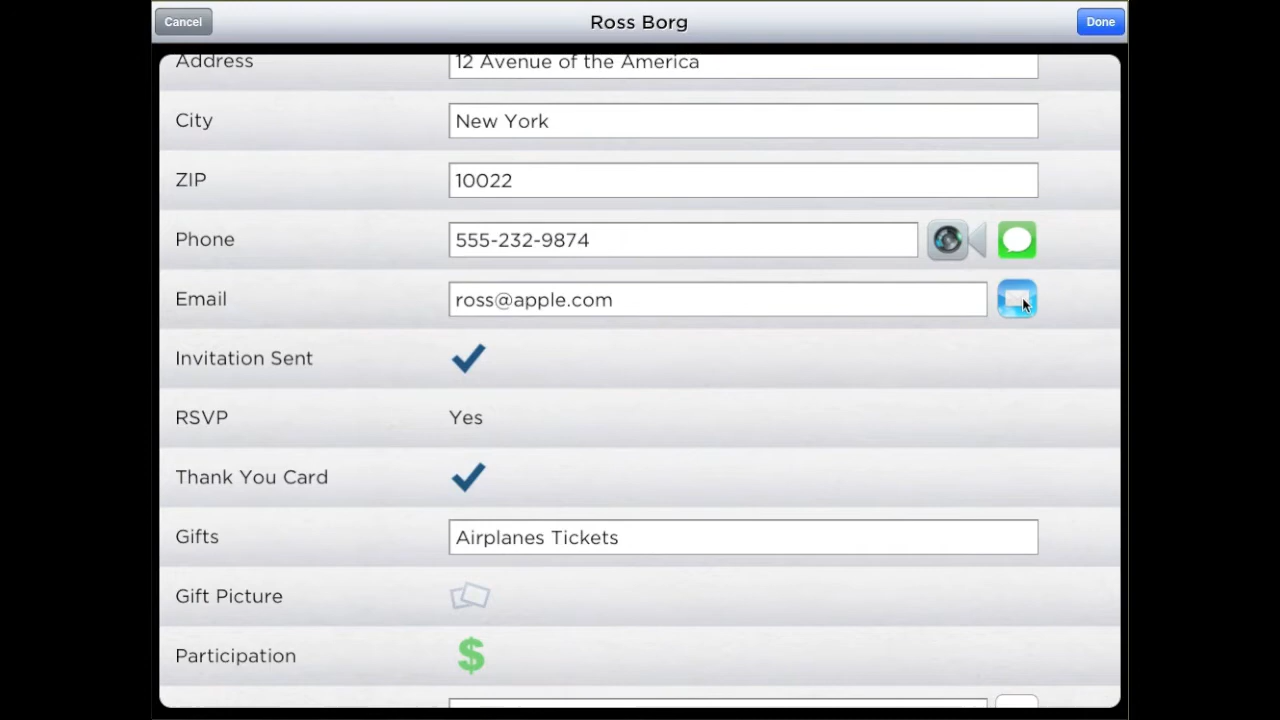 Cancel
Ross Borg
Done
Address
12 Avenue of the America
City
New York
ZIP
10022
Phone
555-232-9874
Email
ross@apple.com
Invitation Sent
RSVP
Yes
Thank You Card
Gifts
Airplanes Tickets
Gift Picture
Participation
$